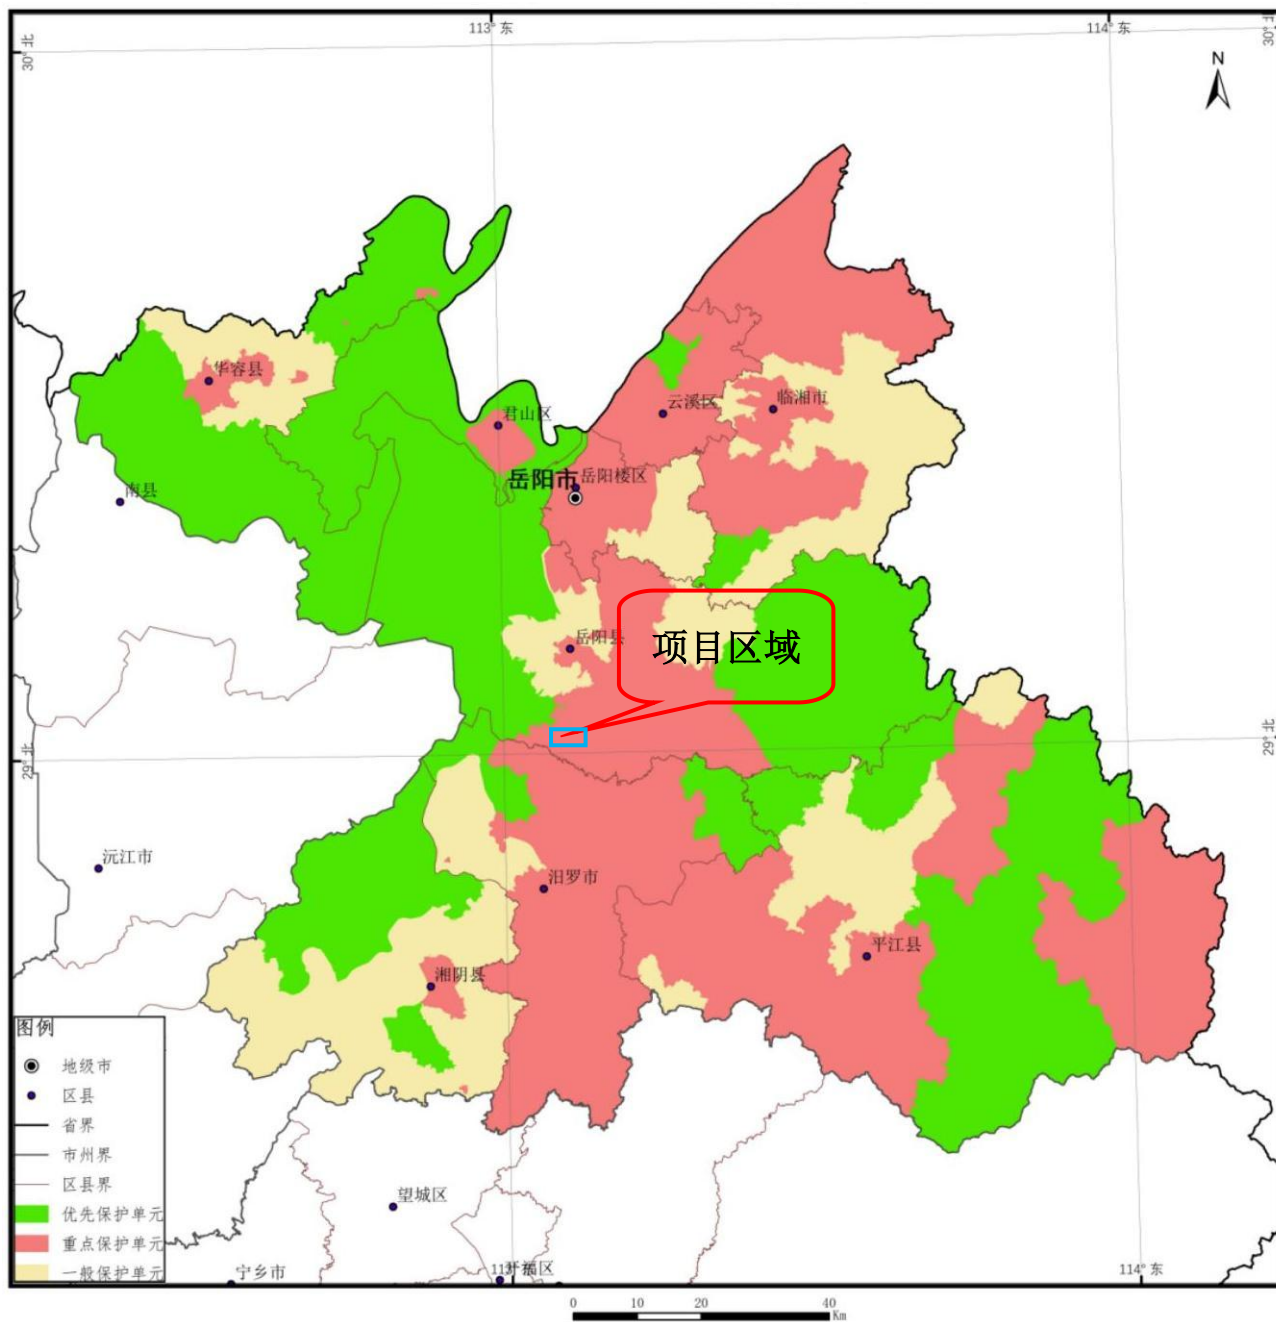 113° 东
114° 东
30° 北
30° 北
N
华容县
君山区
云溪区
临湘市
岳阳市
岳阳楼区
南县
岳阳县
项目区域
29° 北
29° 北
沅江市
汨罗市
平江县
湘阴县
图例
地级市
区县
省界
市州界
区县界
优先保护单元
重点保护单元
一般保护单元
望城区
宁乡市
开福区
114° 东
0 10 20 40
Km